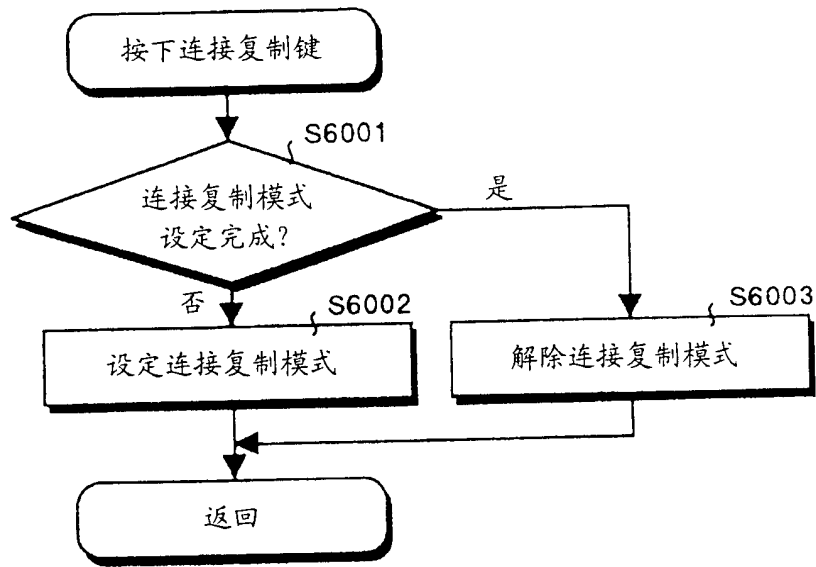 按下连接复制键
S6001
连接复制模式
设定完成？
是
否
S6002
设定连接复制模式
S6003
解除连接复制模式
返回